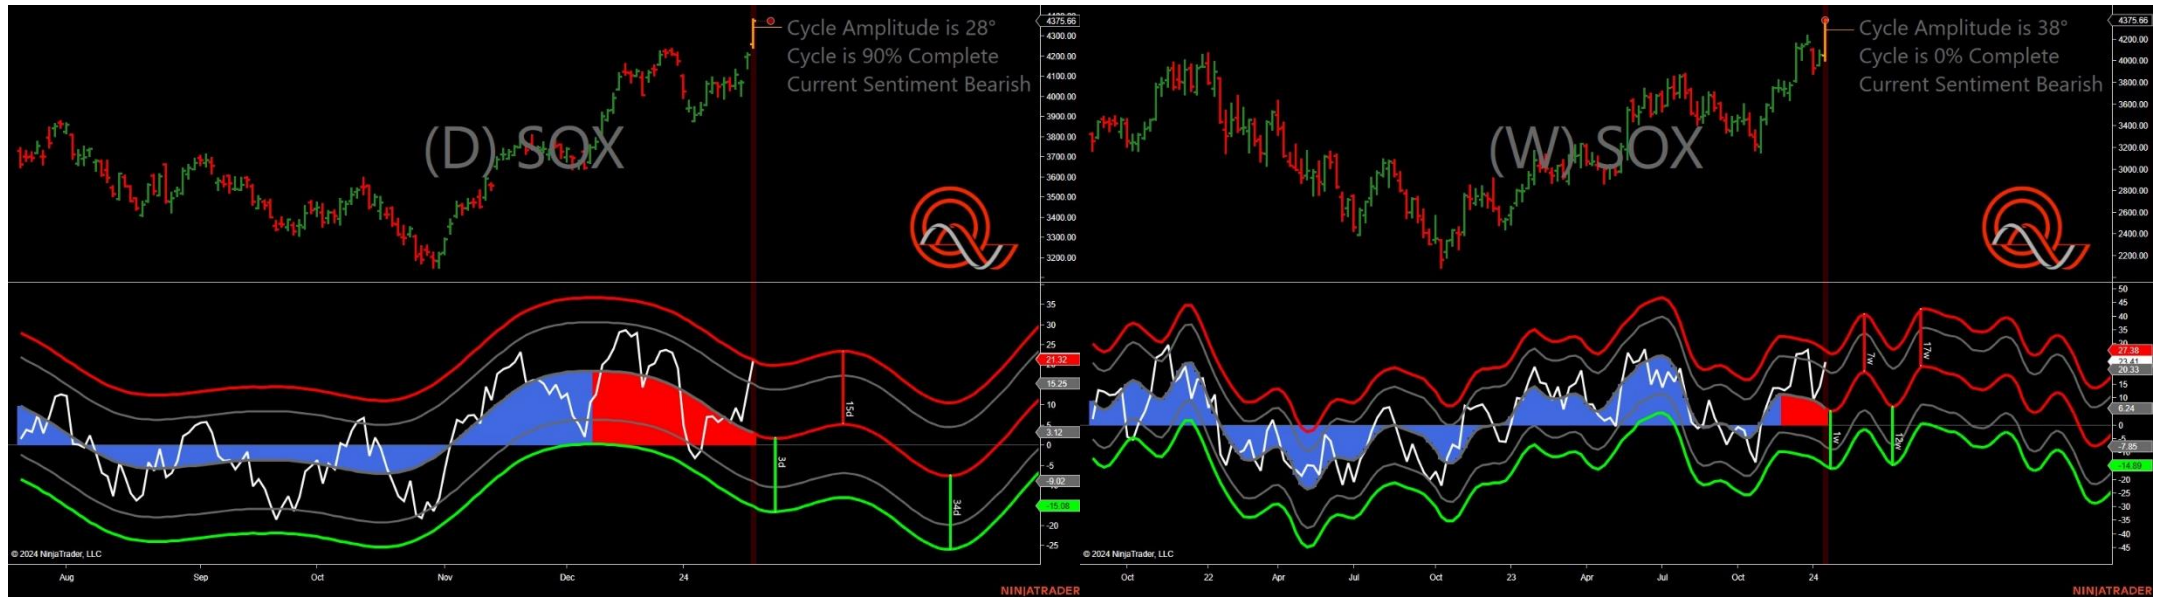 Cycle Amplitude is 28°
Cycle is 90% Complete
Current Sentiment Bearish
(D) SOX
4375.66
4300.00
4200.00
4100.00
4000.00
3900.00
3800.00
3700.00
3600.00
3500.00
3400.00
3300.00
3200.00
35
30
25
21.32
15.25
10
5
3.12
0
-5
-9.02
-15.08
-20
-25
3d
15d
34d
© 2024 NinjaTrader, LLC
Aug Sep Oct Nov Dec 24
NINJATRADER
Cycle Amplitude is 38°
Cycle is 0% Complete
Current Sentiment Bearish
(W) SOX
4375.66
4200.00
4000.00
3800.00
3600.00
3400.00
3200.00
3000.00
2800.00
2600.00
2400.00
2200.00
50
45
40
35
30
27.38
23.41
20.33
15
10
6.24
0
-5
-7.85
-14.89
-20
-25
-30
-35
-40
-45
1w
7w
12w
17w
© 2024 NinjaTrader, LLC
Oct 22 Apr Jul Oct 23 Apr Jul Oct 24
NINJATRADER